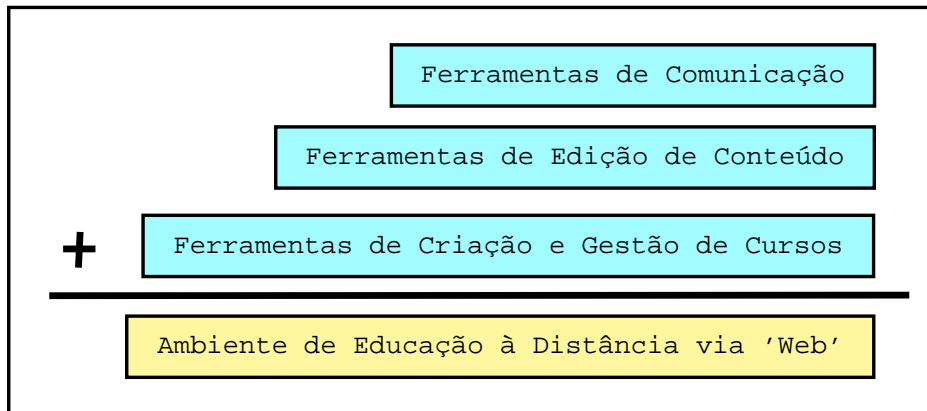 Ferramentas de Comunicação
Ferramentas de Edição de Conteúdo
+ Ferramentas de Criação e Gestão de Cursos
Ambiente de Educação à Distância via ’Web’